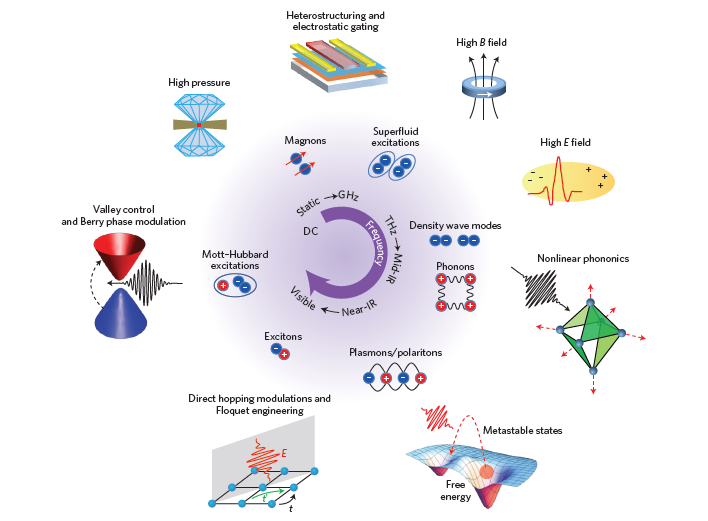 Heterostructuring and
electrostatic gating
High B field
High pressure
Magnons
Superfluid
excitations
High E field
Static → GHz
DC
Frequency
THz → Mid-IR
Near-IR
Visible
Valley control
and Berry phase modulation
Density wave modes
Mott–Hubbard
excitations
Phonons
Nonlinear phononics
Excitons
Plasmons/polaritons
Direct hopping modulations and
Floquet engineering
E
t'
t
Metastable states
Free
energy